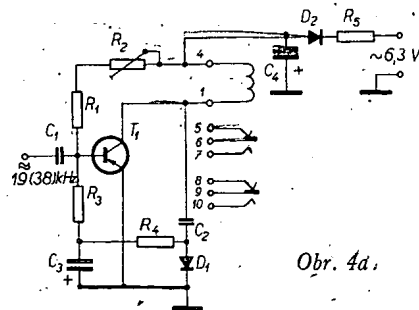 D2
R5
R2
4
C4
+
~6,3 V
1
R1
C1
T1
5
6
7
≈
19(38)kHz
8
9
10
R3
R4
C2
D1
C3
+
Obr. 4d.